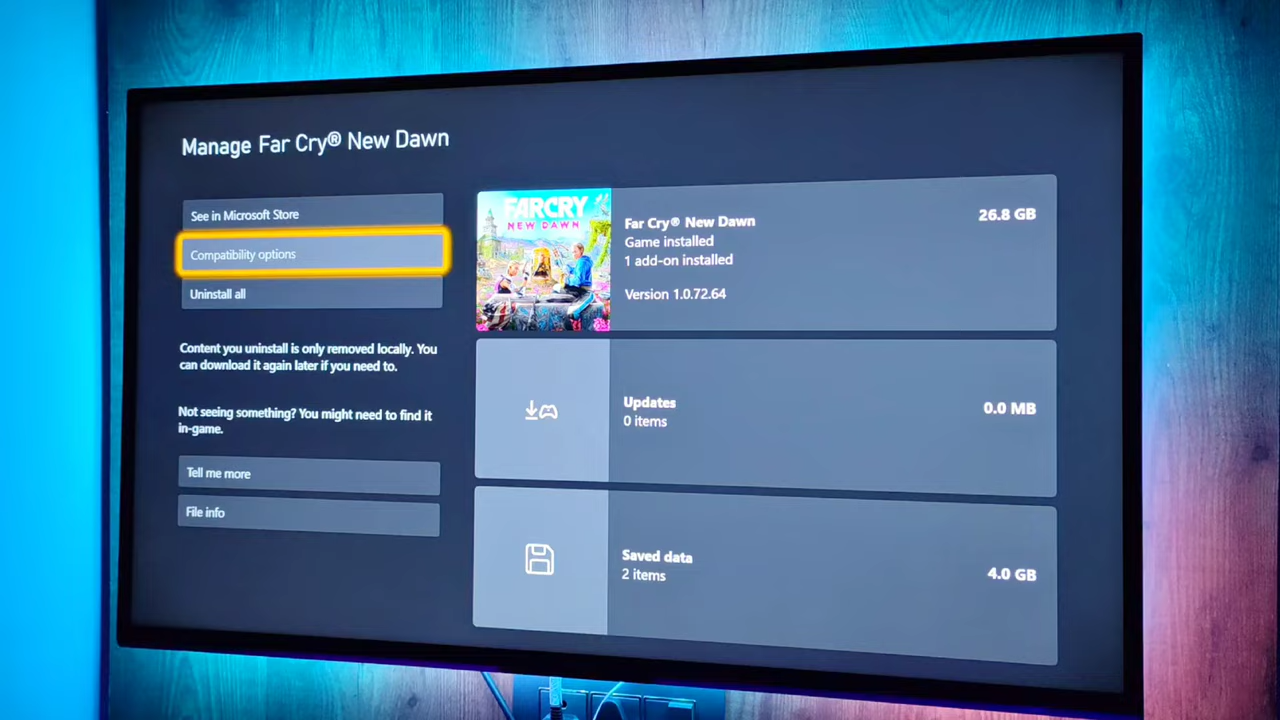 Manage Far Cry® New Dawn
See in Microsoft Store
Compatibility options
Uninstall all
Content you uninstall is only removed locally. You
can download it again later if you need to.
Not seeing something? You might need to find it
in-game.
Tell me more
File info
FARCRY
NEW DAWN
Far Cry® New Dawn
26.8 GB
Game installed
1 add-on installed
Version 1.0.72.64
Updates
0 items
0.0 MB
Saved data
2 items
4.0 GB